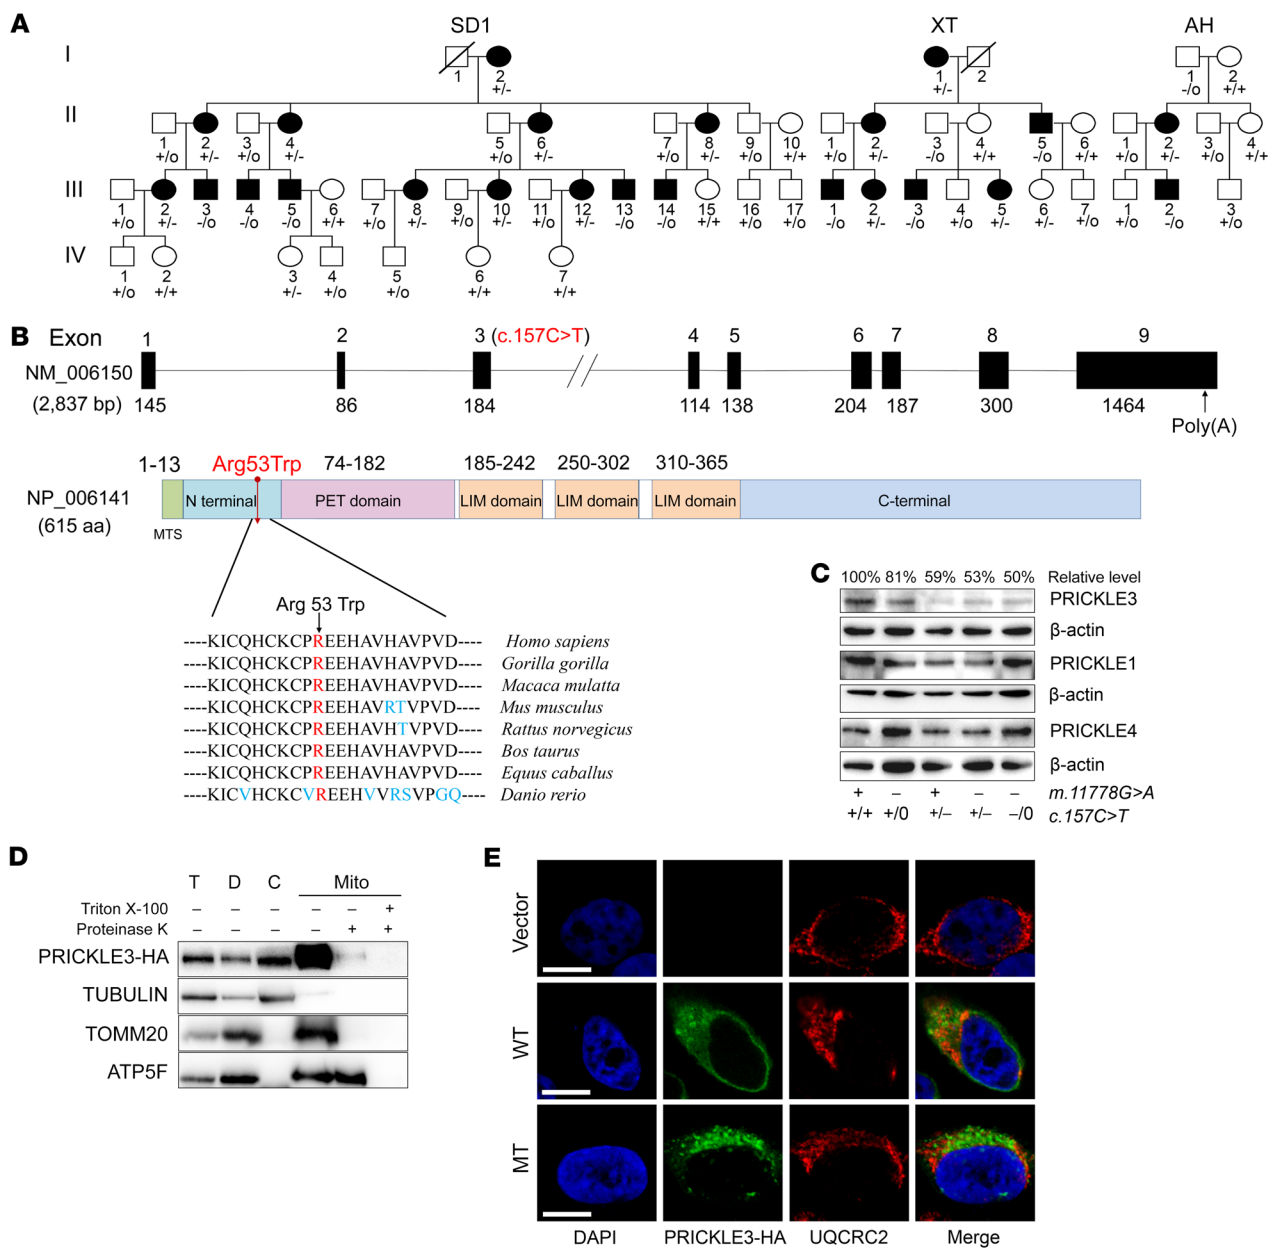 A
SD1 XT AH
I
1 2 1 2 1 2
+/- +/- -/o +/+
II
1 2 3 4 5 6 7 8 9 10 1 2 3 4 5 6 1 2 3 4
+/o +/- +/o +/- +/o +/- +/o +/- +/o +/+ +/o +/- -/o +/+ -/o +/+ +/o +/- +/o +/+
III
1 2 3 4 5 6 7 8 9 10 11 12 13 14 15 16 17 1 2 3 4 5 6 7 1 2 3
+/o +/- -/o -/o -/o +/+ +/o +/- +/o +/- +/o +/- -/o -/o +/+ +/o +/o -/o +/- -/o +/o +/- +/- +/o +/o -/o +/o
IV
1 2 3 4 5 6 7
+/o +/+ +/- +/o +/o +/+ +/+
B Exon 1 2 3 (c.157C>T) 4 5 6 7 8 9
NM_006150
(2,837 bp) 145 86 184 114 138 204 187 300 1464
Poly(A)
1-13 Arg53Trp 74-182 185-242 250-302 310-365
NP_006141 N terminal PET domain LIM domain LIM domain LIM domain C-terminal
(615 aa)
MTS
Arg 53 Trp
----KICQHCKCPREEHAVHAVPVD---- Homo sapiens
----KICQHCKCPREEHAVHAVPVD---- Gorilla gorilla
----KICQHCKCPREEHAVHAVPVD---- Macaca mulatta
----KICQHCKCPREEHAVRTVPVD---- Mus musculus
----KICQHCKCPREEHAVHTVPVD---- Rattus norvegicus
----KICQHCKCPREEHAVHAVPVD---- Bos taurus
----KICQHCKCPREEHAVHAVPVD---- Equus caballus
----KICVHCKCVREEHVVRSVPGQ---- Danio rerio
C 100% 81% 59% 53% 50% Relative level
PRICKLE3
β-actin
PRICKLE1
β-actin
PRICKLE4
β-actin
+ – + – – m.11778G>A
+/+ +/0 +/– +/– –/0 c.157C>T
D
T D C Mito
Triton X-100 – – – – – +
Proteinase K – – – – + +
PRICKLE3-HA
TUBULIN
TOMM20
ATP5F
E
Vector
WT
MT
DAPI PRICKLE3-HA UQCRC2 Merge